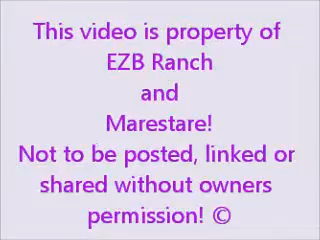 This video is property of
EZB Ranch
and
Marestare!
Not to be posted, linked or
shared without owners
permission! ©